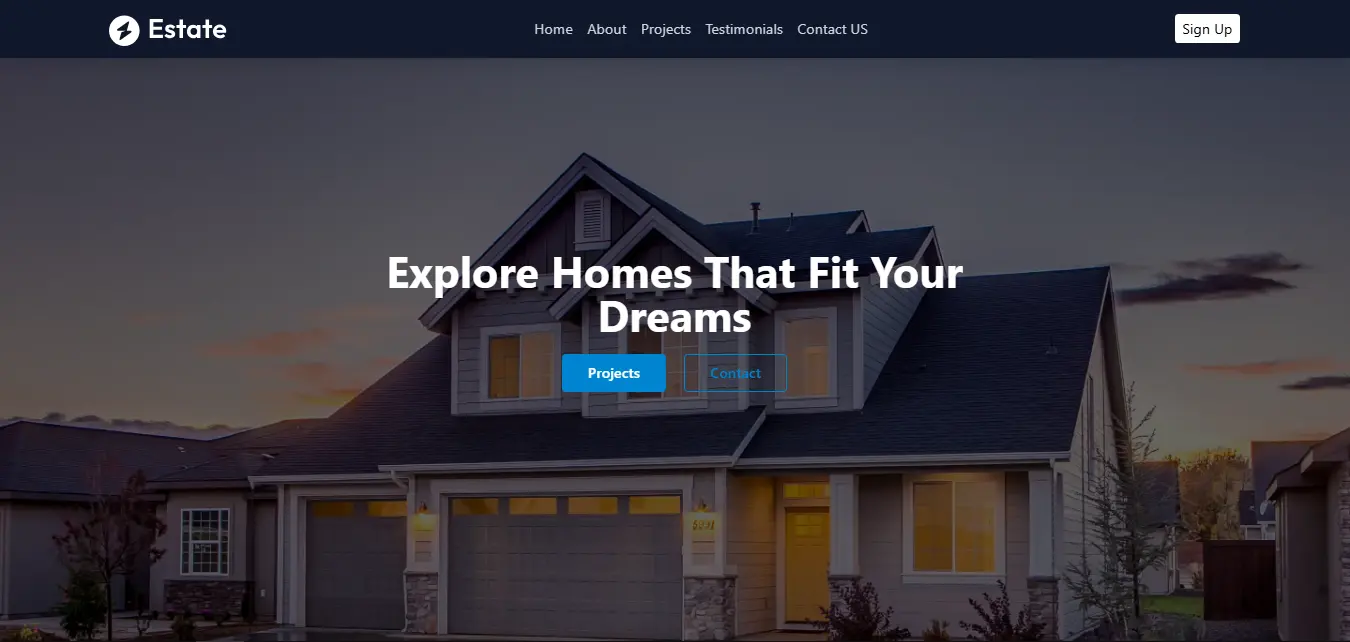 Estate
Home About Projects Testimonials Contact US
Sign Up
Explore Homes That Fit Your
Dreams
Projects Contact